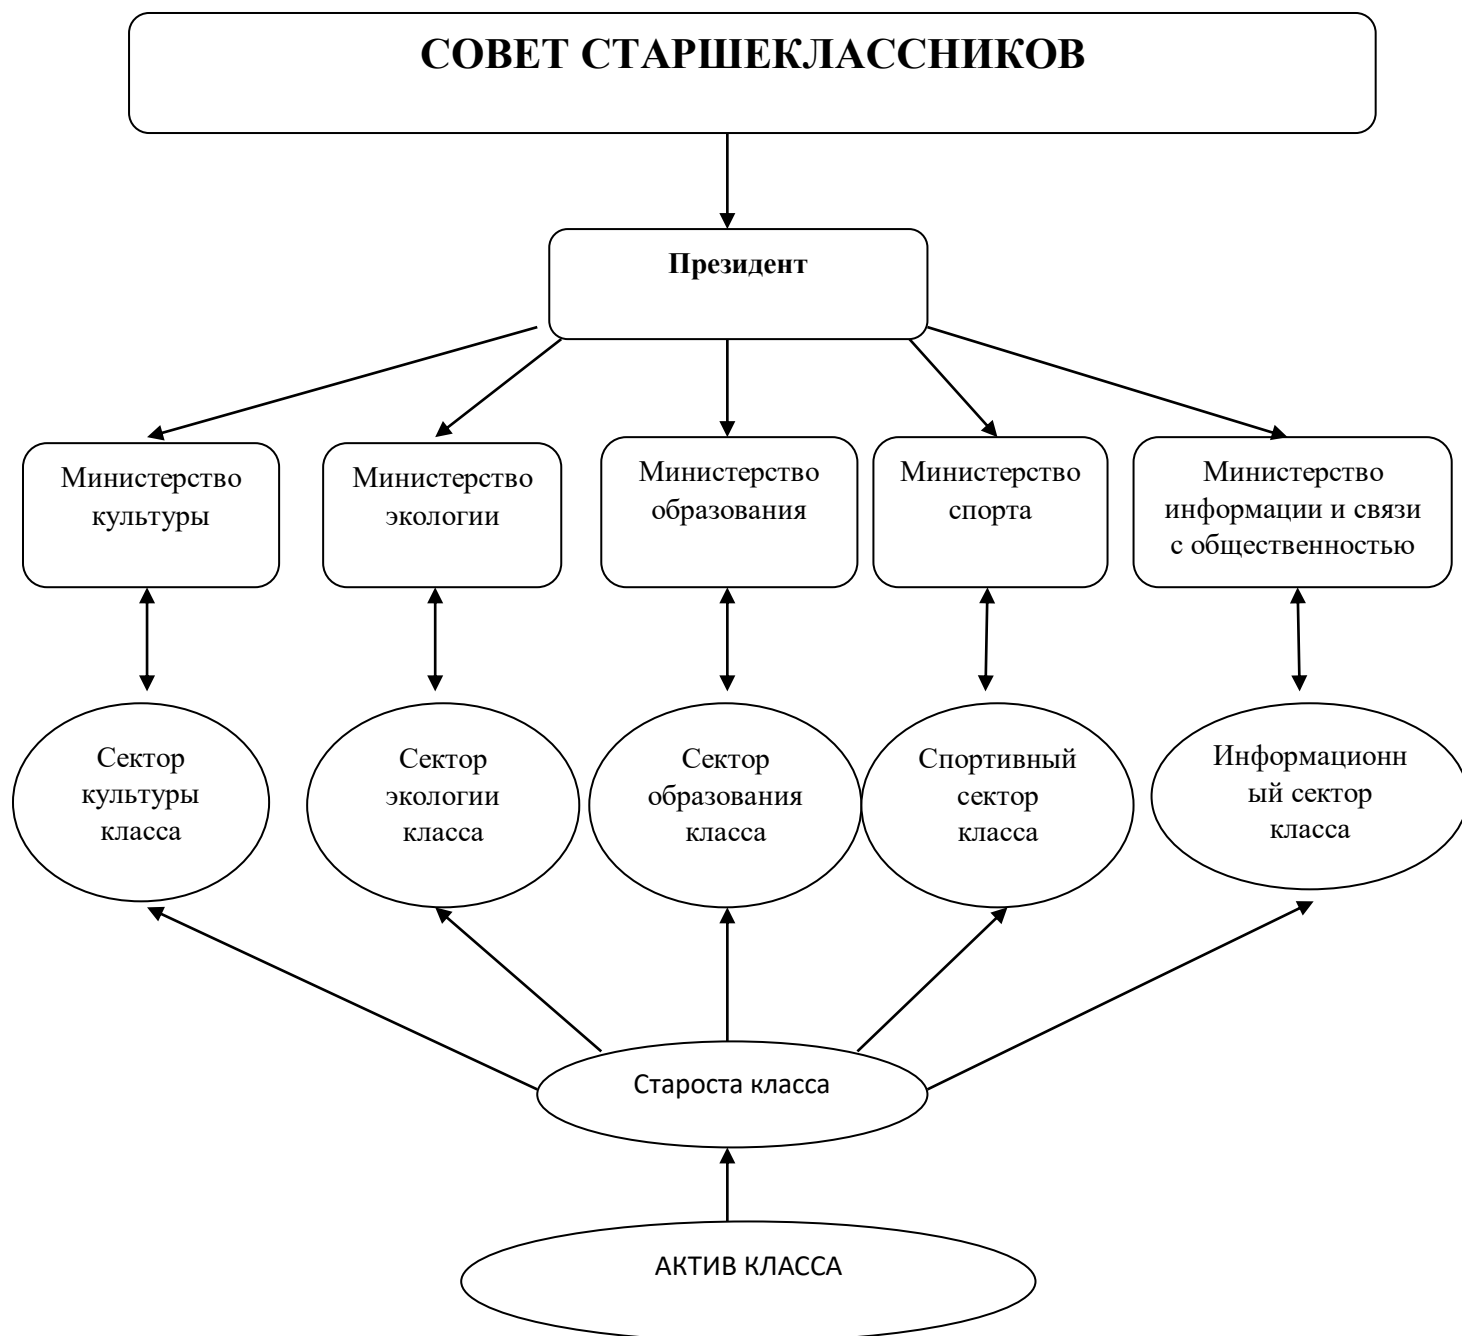 СОВЕТ СТАРШЕКЛАССНИКОВ
Президент
Министерство
культуры
Министерство
экологии
Министерство
образования
Министерство
спорта
Министерство
информации и связи
с общественностью
Сектор
культуры
класса
Сектор
экологии
класса
Сектор
образования
класса
Спортивный
сектор
класса
Информационн
ый сектор
класса
Староста класса
АКТИВ КЛАССА